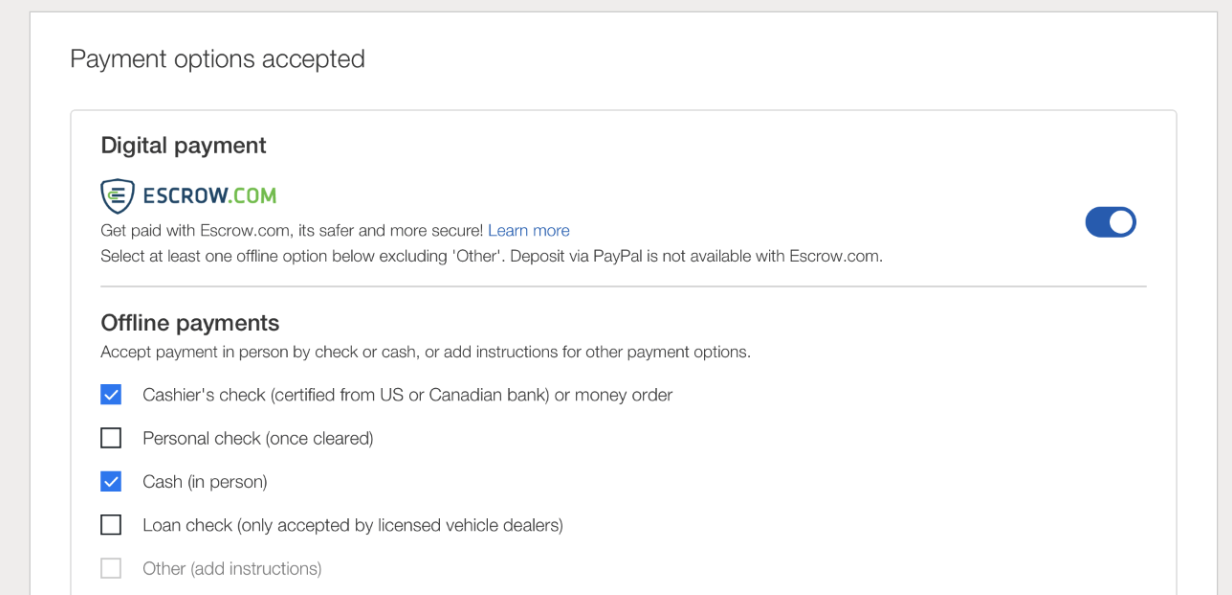 Payment options accepted
Digital payment
ESCROW.COM
Get paid with Escrow.com, its safer and more secure! Learn more
Select at least one offline option below excluding 'Other'. Deposit via PayPal is not available with Escrow.com.
Offline payments
Accept payment in person by check or cash, or add instructions for other payment options.
Cashier's check (certified from US or Canadian bank) or money order
Personal check (once cleared)
Cash (in person)
Loan check (only accepted by licensed vehicle dealers)
Other (add instructions)